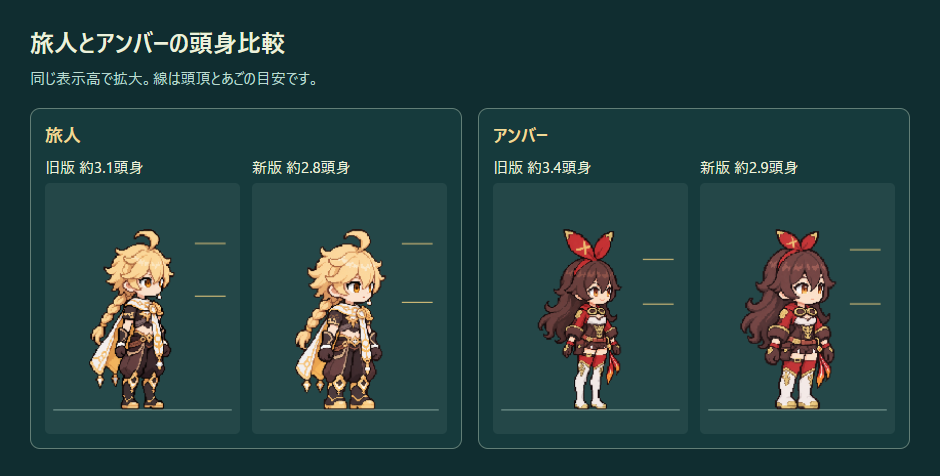 旅人とアンバーの頭身比較
同じ表示高で拡大。線は頭頂とあごの目安です。
旅人
旧版 約3.1頭身
新版 約2.8頭身
アンバー
旧版 約3.4頭身
新版 約2.9頭身